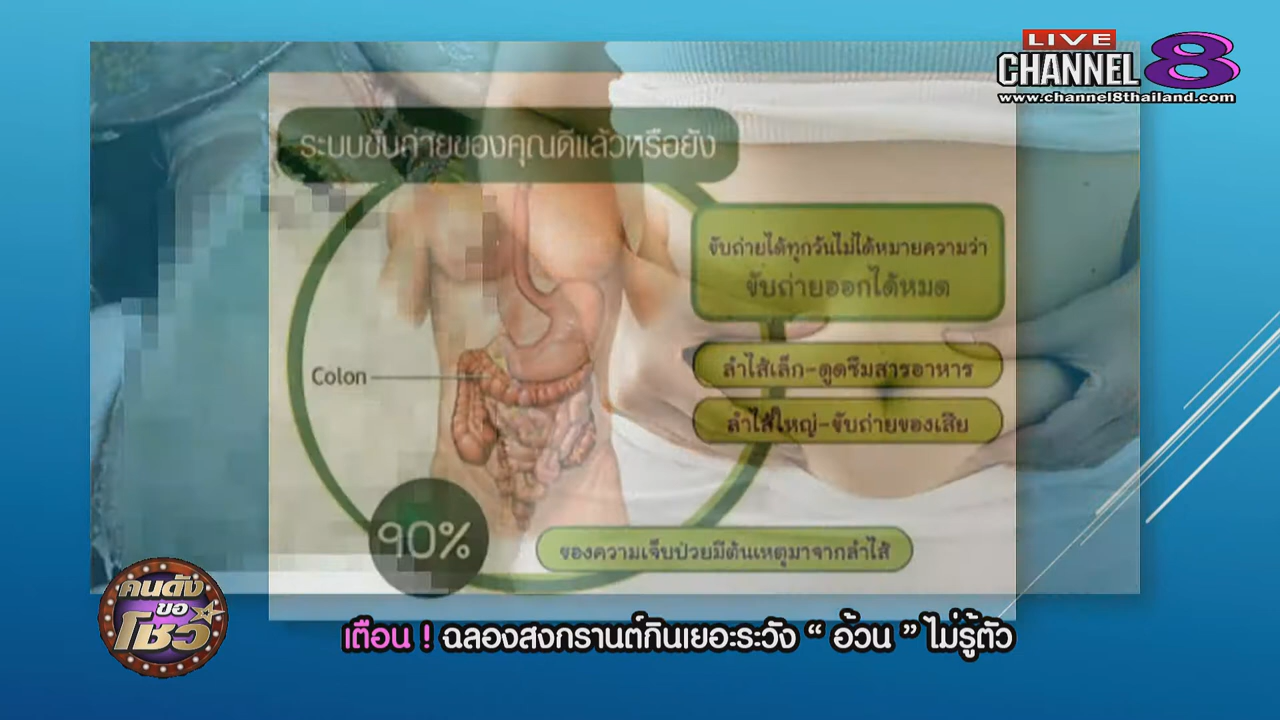 LIVE
CHANNEL 8
www.channel8thailand.com
ระบบขับถ่ายของคุณดีแล้วหรือยัง
ขับถ่ายได้ทุกวันไม่ได้หมายความว่า
ขับถ่ายออกได้หมด
Colon
ลำไส้เล็ก-ดูดซึมสารอาหาร
ลำไส้ใหญ่-ขับถ่ายของเสีย
90%
ของความเจ็บป่วยมีต้นเหตุมาจากลำไส้
คนดัง
ขอ
โชว์
เตือน ! ฉลองสงกรานต์กินเยอะระวัง “ อ้วน ” ไม่รู้ตัว